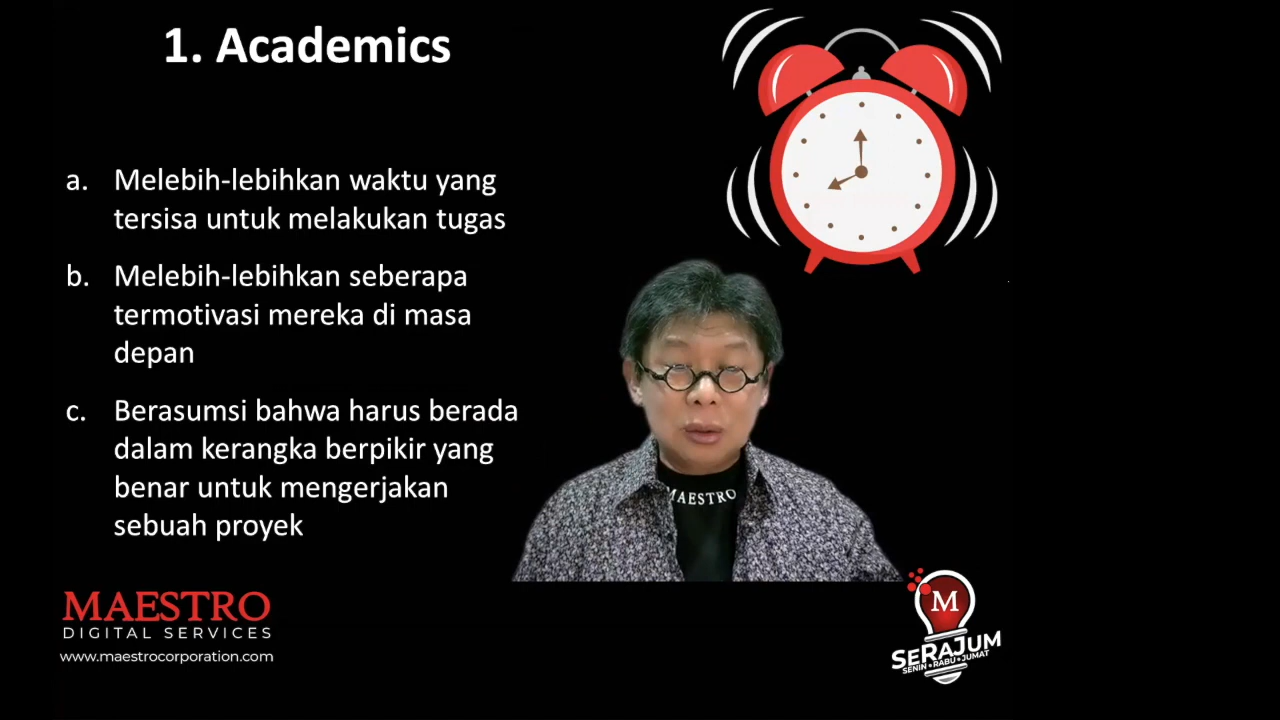 1. Academics
a. Melebih-lebihkan waktu yang
tersisa untuk melakukan tugas
b. Melebih-lebihkan seberapa
termotivasi mereka di masa
depan
c. Berasumsi bahwa harus berada
dalam kerangka berpikir yang
benar untuk mengerjakan
sebuah proyek
MAESTRO
MAESTRO
DIGITAL SERVICES
www.maestrocorporation.com
M
SERAJUM
SENIN • RABU • JUMAT